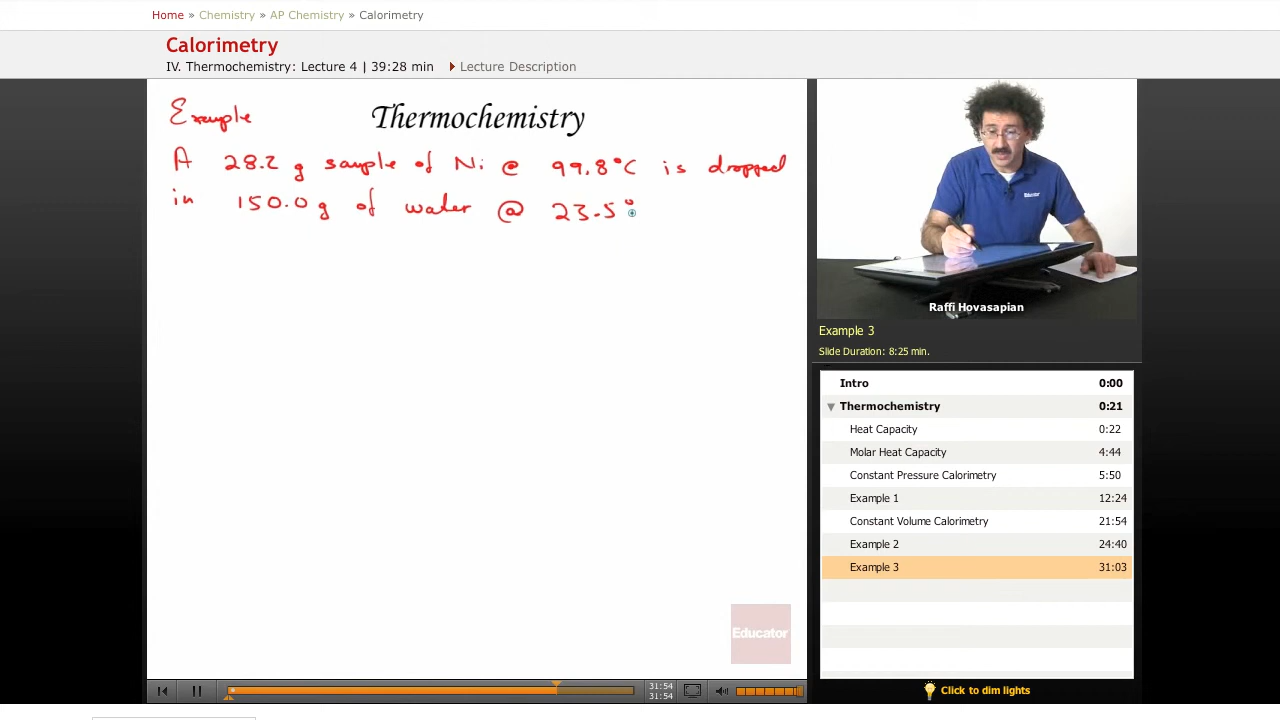 Home » Chemistry » AP Chemistry » Calorimetry
Calorimetry
IV. Thermochemistry: Lecture 4 | 39:28 min
Lecture Description
Example
Thermochemistry
A 28.2 g sample of Ni @ 99.8°C is dropped
in 150.0 g of water @ 23.5°
Educator
Raffi Hovasapian
Example 3
Slide Duration: 8:25 min.
Intro 0:00
Thermochemistry 0:21
Heat Capacity 0:22
Molar Heat Capacity 4:44
Constant Pressure Calorimetry 5:50
Example 1 12:24
Constant Volume Calorimetry 21:54
Example 2 24:40
Example 3 31:03
Educator
31:54
31:54
Click to dim lights